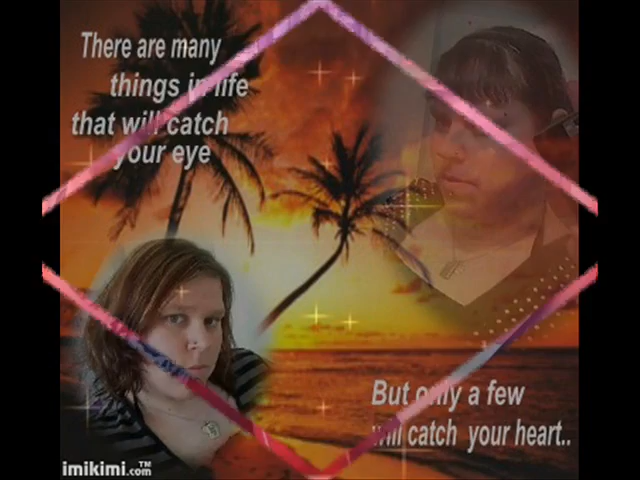 There are many
things in life
that will catch
your eye
But only a few
will catch your heart..
imikimi.com™